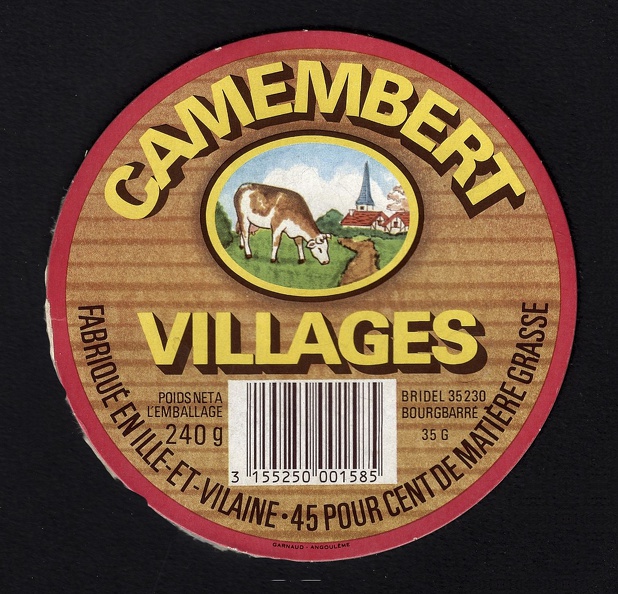 CAMEMBERT
VILLAGES
POIDS NET A
L'EMBALLAGE
240 g
BRIDEL 35230
BOURGBARRÉ
35 G
3 155250 001585
FABRIQUÉ EN ILLE-ET-VILAINE • 45 POUR CENT DE MATIÈRE GRASSE
GARNAUD - ANGOULÊME